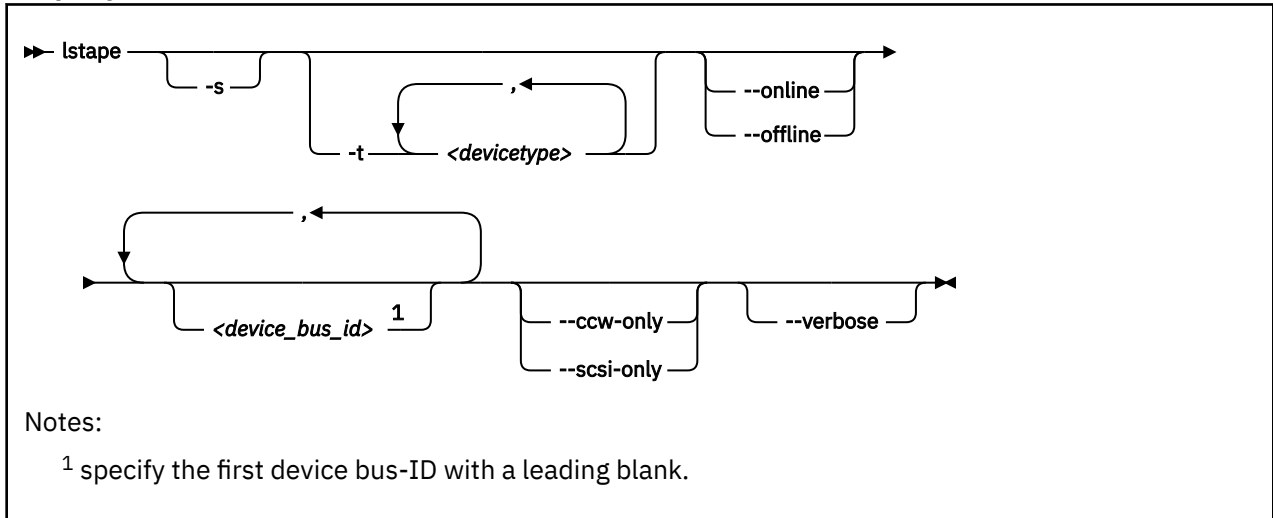 lstape
-s
-t
,
<devicetype>
--online
--offline
,
<device_bus_id> 1
--ccw-only
--scsi-only
--verbose
Notes:
1 specify the first device bus-ID with a leading blank.